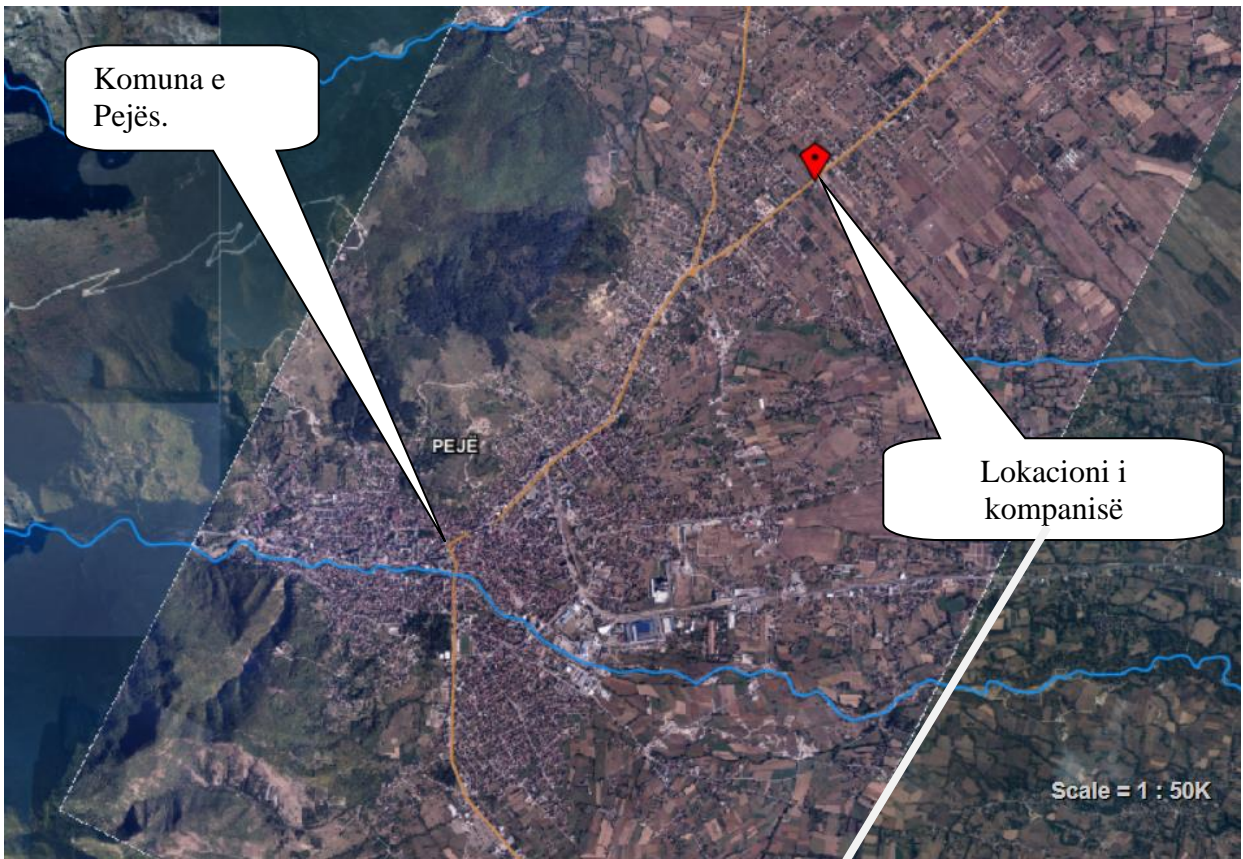 Komuna e
Pejës.
PEJË
Lokacioni i
kompanisë
Scale = 1 : 50K